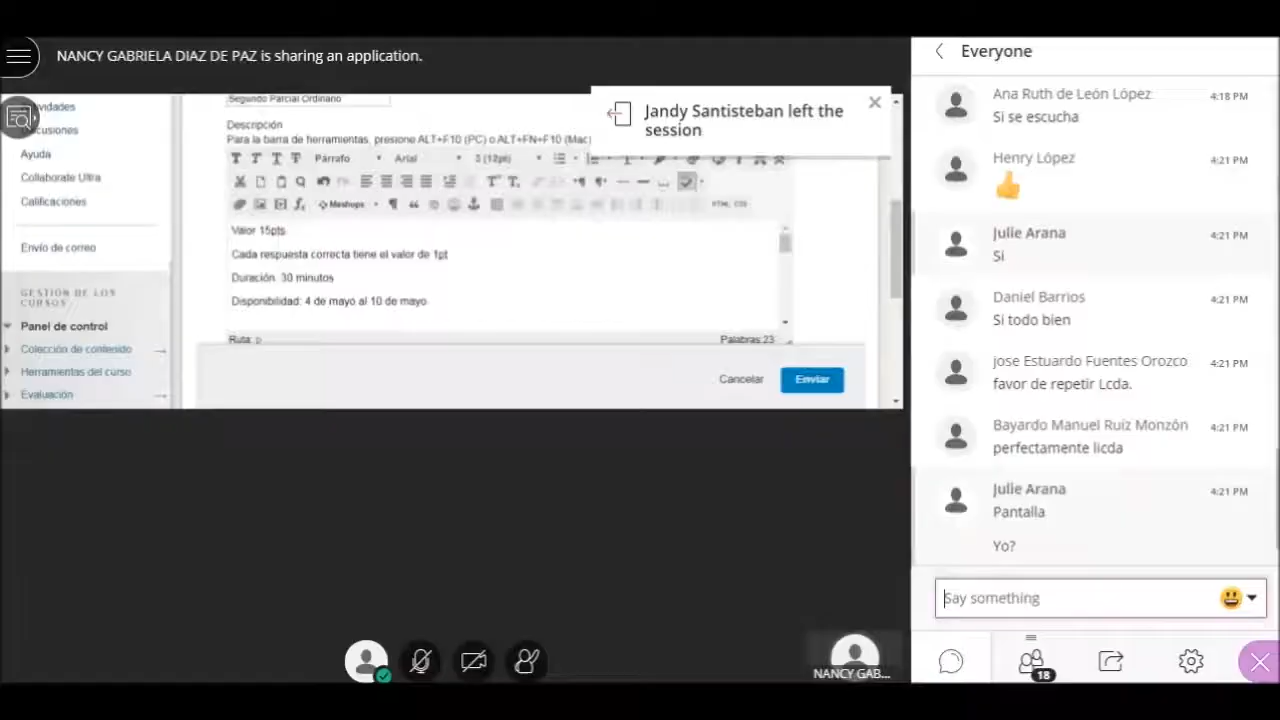 NANCY GABRIELA DIAZ DE PAZ is sharing an application.
Jandy Santisteban left the
session
Discusiones
Ayuda
Collaborate Ultra
Calificaciones
Envío de correo
GESTIÓN DE LOS
CURSOS
Panel de control
Colección de contenido
Herramientas del curso
Evaluación
Segundo Parcial Ordinario
Descripción
Para la barra de herramientas, presione ALT+F10 (PC) o ALT+FN+F10 (Mac)
Párrafo Arial 3 (12pt)
Mashups HTML CSS
Valor 15pts
Cada respuesta correcta tiene el valor de 1pt
Duración 30 minutos
Disponibilidad: 4 de mayo al 10 de mayo
Ruta: p Palabras:23
Cancelar Enviar
NANCY GAB...
Everyone
Ana Ruth de León López 4:18 PM
Si se escucha
Henry López 4:21 PM
Julie Arana 4:21 PM
Si
Daniel Barrios 4:21 PM
Si todo bien
jose Estuardo Fuentes Orozco 4:21 PM
favor de repetir Lcda.
Bayardo Manuel Ruiz Monzón 4:21 PM
perfectamente licda
Julie Arana 4:21 PM
Pantalla
Yo?
Say something
18